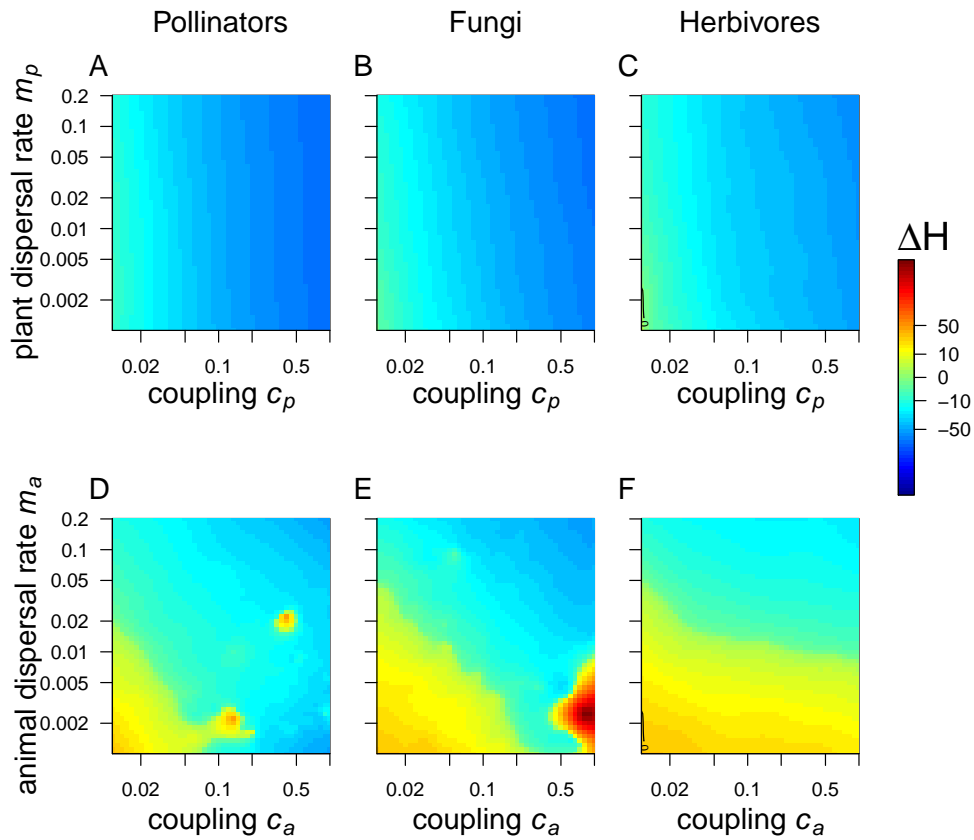 Pollinators Fungi Herbivores
A B C
plant dispersal rate m_p
0.2
0.1
0.05
0.02
0.01
0.005
0.002
0
0.02 0.1 0.5 0.02 0.1 0.5 0.02 0.1 0.5
coupling c_p coupling c_p coupling c_p
ΔH
50
10
0
−10
−50
D E F
animal dispersal rate m_a
0.2
0.1
0.05
0.02
0.01
0.005
0.002
0
0.02 0.1 0.5 0.02 0.1 0.5 0.02 0.1 0.5
coupling c_a coupling c_a coupling c_a